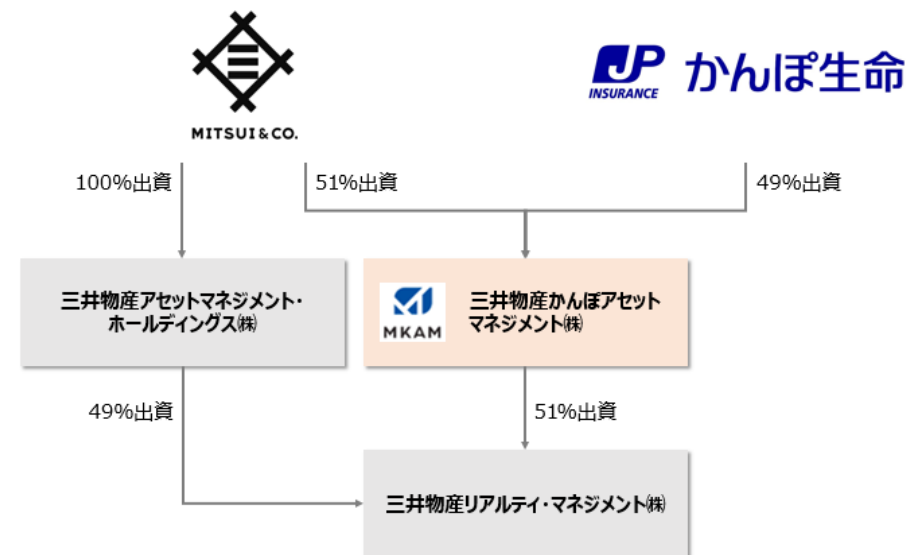 MITSUI & CO.
JP
INSURANCE
かんぽ生命
100%出資
51%出資
49%出資
三井物産アセットマネジメント・
ホールディングス㈱
MKAM
三井物産かんぽアセット
マネジメント㈱
49%出資
51%出資
三井物産リアルティ・マネジメント㈱